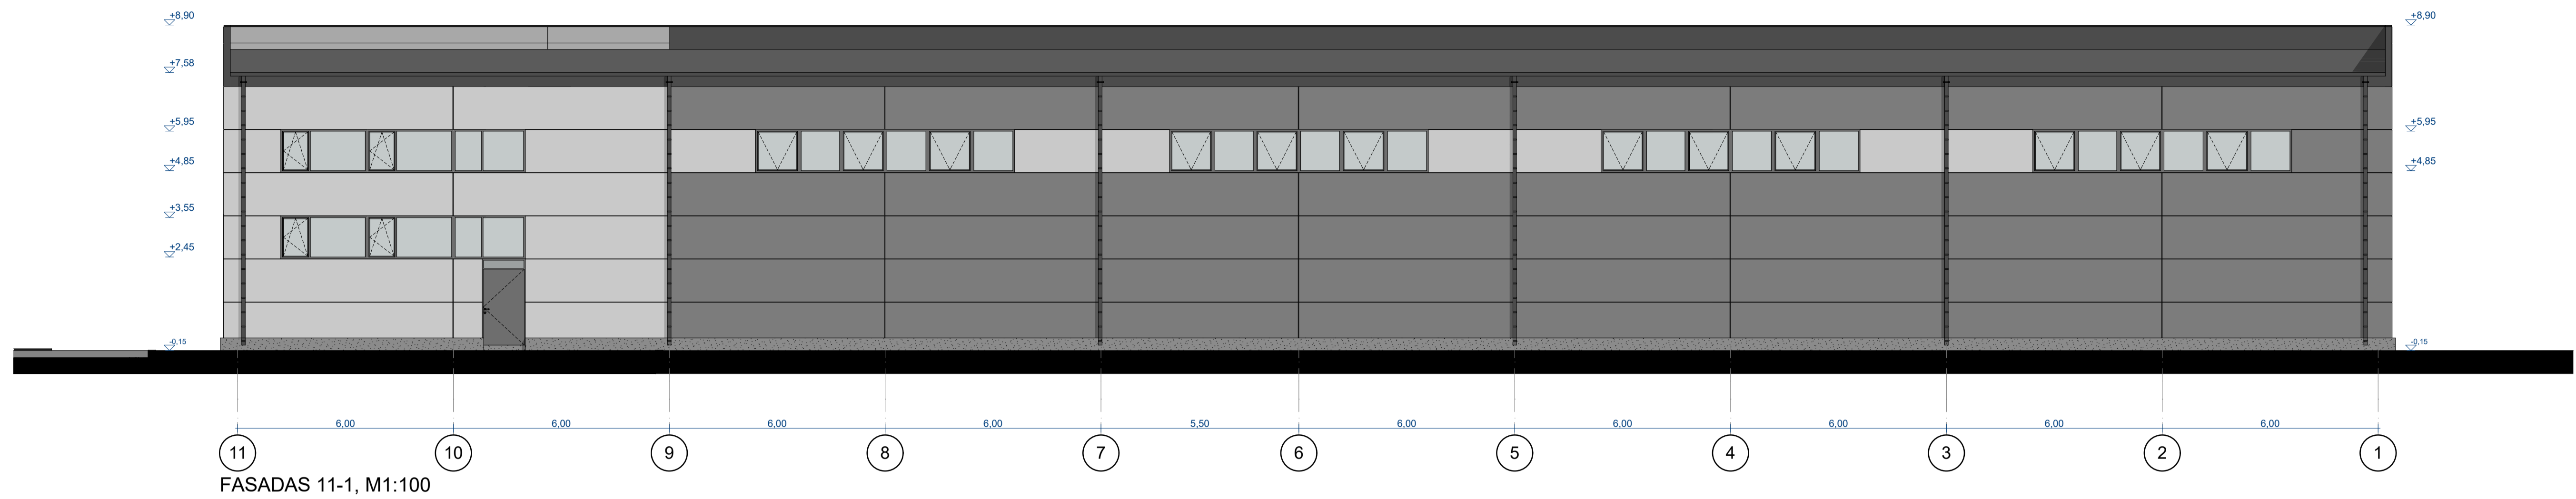 +8,90 +8,90
+7,58
+5,95 +5,95
+4,85 +4,85
+3,55
+2,45
-0,15 -0,15
6,00 6,00 6,00 6,00 5,50 6,00 6,00 6,00 6,00 6,00
11 10 9 8 7 6 5 4 3 2 1
FASADAS 11-1, M1:100